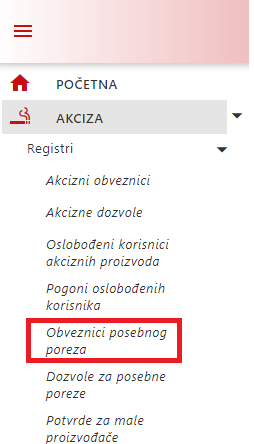 POČETNA
AKCIZA
Registri
Akcizni obveznici
Akcizne dozvole
Oslobođeni korisnici
akciznih proizvoda
Pogoni oslobođenih
korisnika
Obveznici posebnog
poreza
Dozvole za posebne
poreze
Potvrde za male
proizvođače